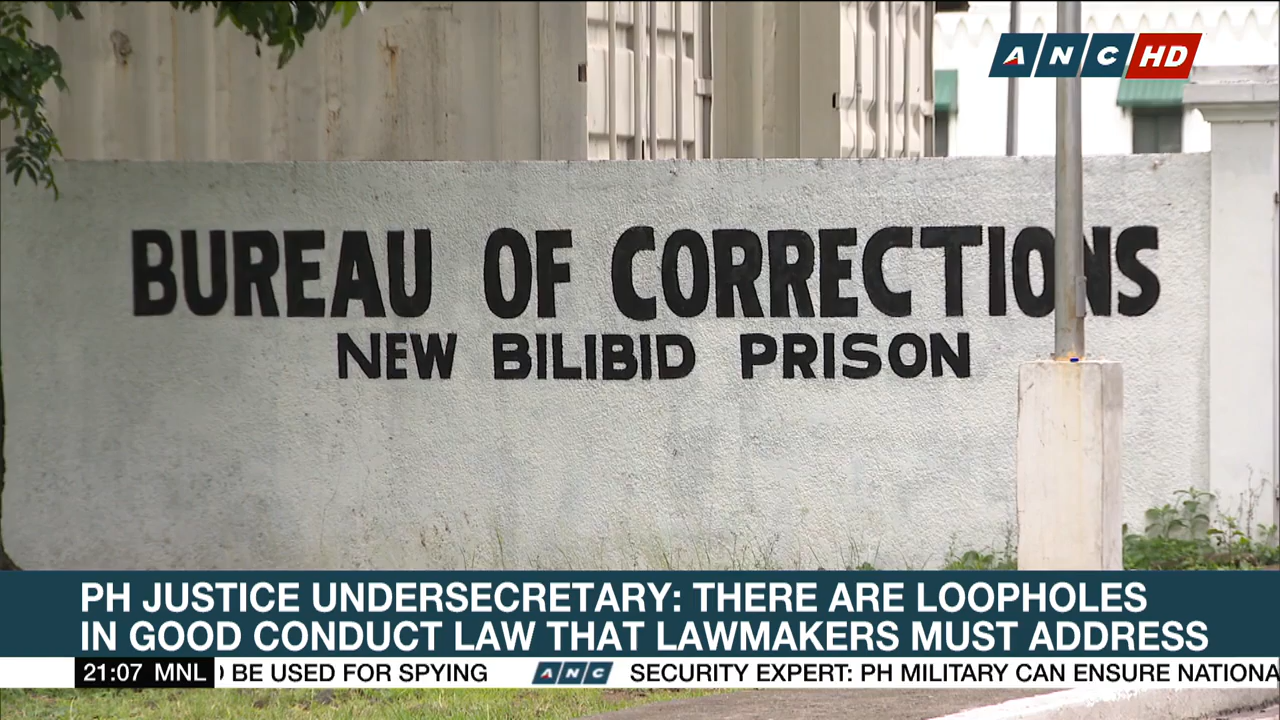 ANC HD
BUREAU OF CORRECTIONS
NEW BILIBID PRISON
PH JUSTICE UNDERSECRETARY: THERE ARE LOOPHOLES
IN GOOD CONDUCT LAW THAT LAWMAKERS MUST ADDRESS
21:07 MNL BE USED FOR SPYING ANC SECURITY EXPERT: PH MILITARY CAN ENSURE NATIONA